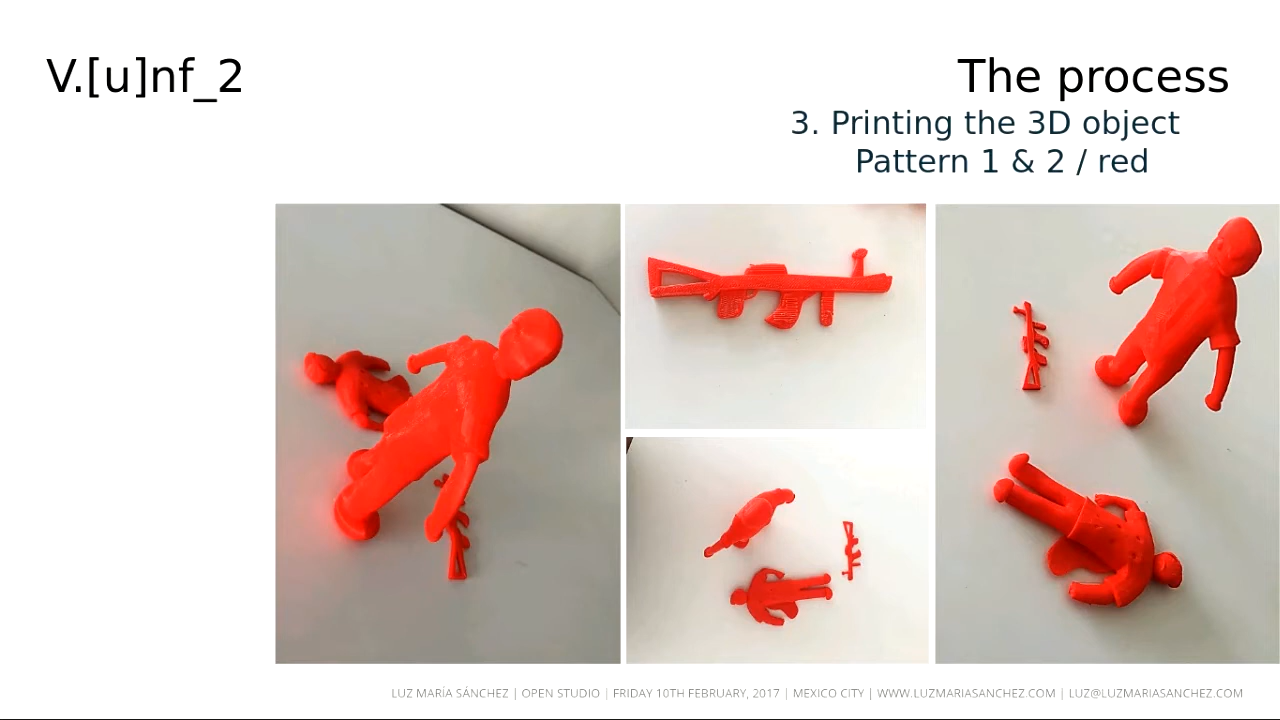 V.[u]nf_2
The process
3. Printing the 3D object
Pattern 1 & 2 / red
LUZ MARÍA SÁNCHEZ | OPEN STUDIO | FRIDAY 10TH FEBRUARY, 2017 | MEXICO CITY | WWW.LUZMARIASANCHEZ.COM | LUZ@LUZMARIASANCHEZ.COM